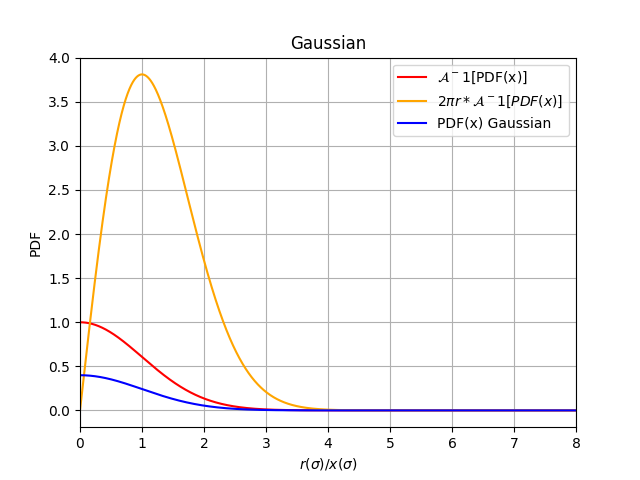 Gaussian
4.0
3.5
3.0
2.5
2.0
1.5
1.0
0.5
0.0
PDF
𝒜⁻1[PDF(x)]
2πr * 𝒜⁻1[PDF(x)]
PDF(x) Gaussian
0 1 2 3 4 5 6 7 8
r(σ)/x(σ)